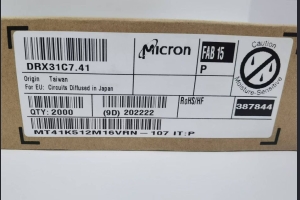 Micron
FAB 15
P
Caution
Moisture-Sensitive
DRX31C7.41
Origin Taiwan
For EU: Circuits Diffused in Japan
RoHS/HF
387844
QTY: 2000 (9D) 202222
MT41K512M16VRN - 107 IT:P